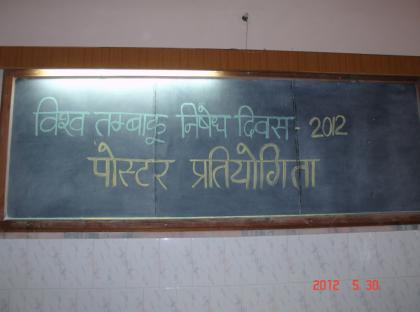 विश्व तम्बाकू निषेध दिवस - 2012
पोस्टर प्रतियोगिता
2012 5. 30.